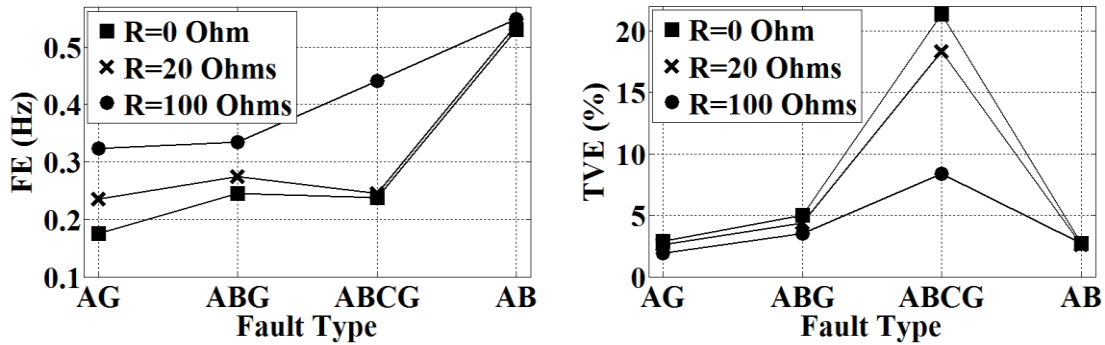 FE (Hz)
0.5
0.4
0.3
0.2
0.1
R=0 Ohm
R=20 Ohms
R=100 Ohms
AG ABG ABCG AB
Fault Type
TVE (%)
20
15
10
5
0
R=0 Ohm
R=20 Ohms
R=100 Ohms
AG ABG ABCG AB
Fault Type